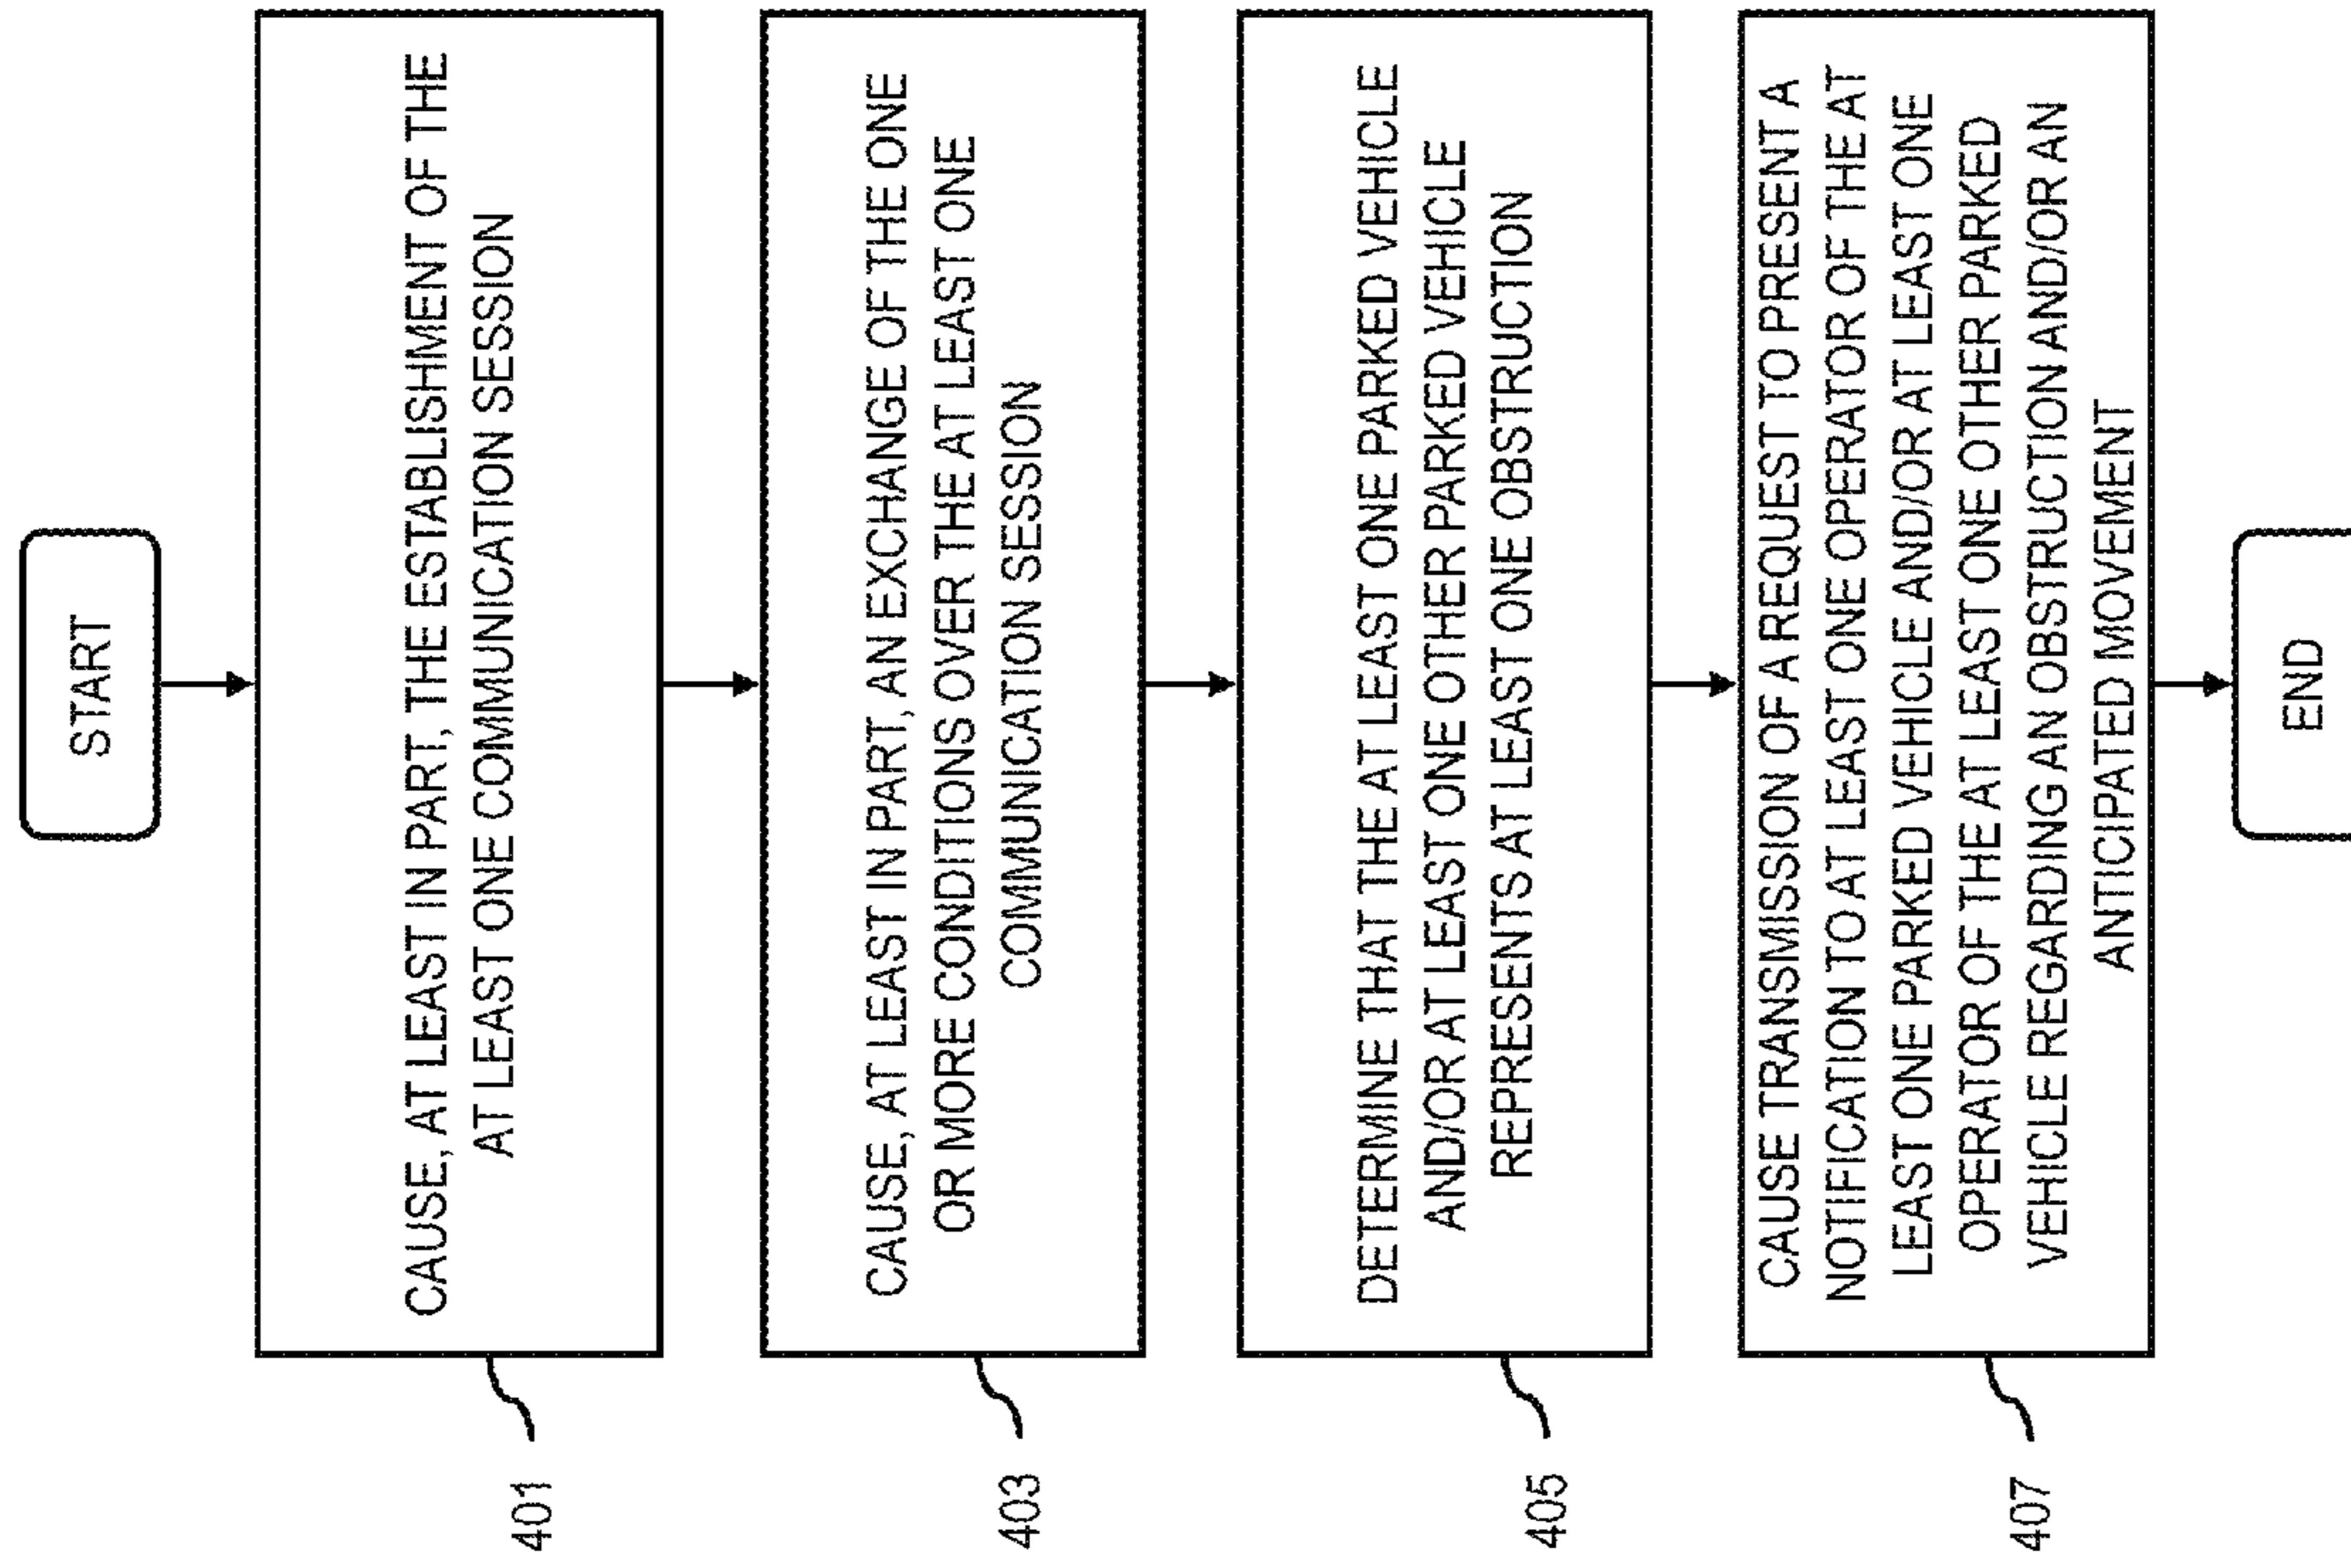 START
CAUSE, AT LEAST IN PART, THE ESTABLISHMENT OF THE
AT LEAST ONE COMMUNICATION SESSION
401
CAUSE, AT LEAST IN PART, AN EXCHANGE OF THE ONE
OR MORE CONDITIONS OVER THE AT LEAST ONE
COMMUNICATION SESSION
403
DETERMINE THAT THE AT LEAST ONE PARKED VEHICLE
AND/OR AT LEAST ONE OTHER PARKED VEHICLE
REPRESENTS AT LEAST ONE OBSTRUCTION
405
CAUSE TRANSMISSION OF A REQUEST TO PRESENT A
NOTIFICATION TO AT LEAST ONE OPERATOR OF THE AT
LEAST ONE PARKED VEHICLE AND/OR AT LEAST ONE
OPERATOR OF THE AT LEAST ONE OTHER PARKED
VEHICLE REGARDING AN OBSTRUCTION AND/OR AN
ANTICIPATED MOVEMENT
407
END